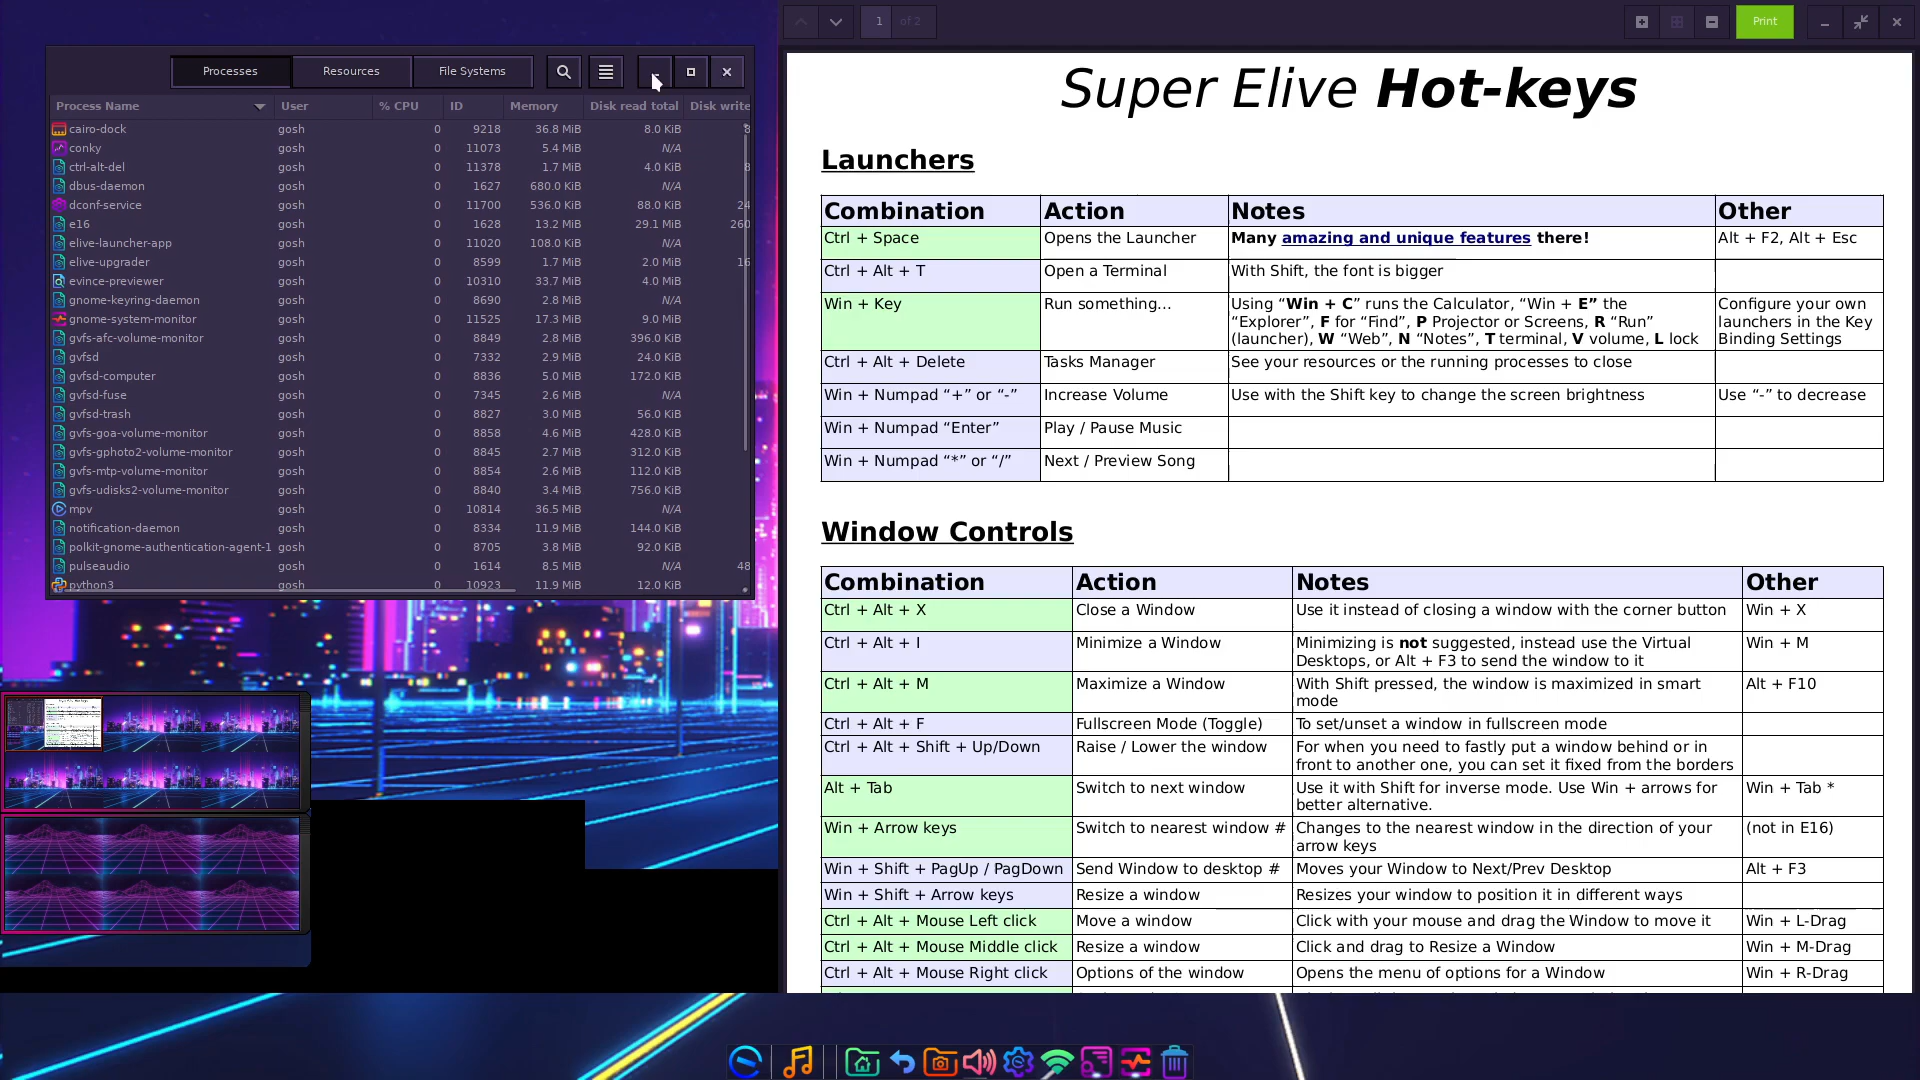 1 of 2
Print
Processes Resources File Systems
Process Name User % CPU ID Memory Disk read total Disk write
cairo-dock gosh 0 9218 36.8 MiB 8.0 KiB 8
conky gosh 0 11073 5.4 MiB N/A
ctrl-alt-del gosh 0 11378 1.7 MiB 4.0 KiB 8
dbus-daemon gosh 0 1627 680.0 KiB N/A
dconf-service gosh 0 11700 536.0 KiB 88.0 KiB 24
e16 gosh 0 1628 13.2 MiB 29.1 MiB 260
elive-launcher-app gosh 0 11020 108.0 KiB N/A
elive-upgrader gosh 0 8599 1.7 MiB 2.0 MiB 16
evince-previewer gosh 0 10310 33.7 MiB 4.0 MiB
gnome-keyring-daemon gosh 0 8690 2.8 MiB N/A
gnome-system-monitor gosh 0 11525 17.3 MiB 9.0 MiB
gvfs-afc-volume-monitor gosh 0 8849 2.8 MiB 396.0 KiB
gvfsd gosh 0 7332 2.9 MiB 24.0 KiB
gvfsd-computer gosh 0 8836 5.0 MiB 172.0 KiB
gvfsd-fuse gosh 0 7345 2.6 MiB N/A
gvfsd-trash gosh 0 8827 3.0 MiB 56.0 KiB
gvfs-goa-volume-monitor gosh 0 8858 4.6 MiB 428.0 KiB
gvfs-gphoto2-volume-monitor gosh 0 8845 2.7 MiB 312.0 KiB
gvfs-mtp-volume-monitor gosh 0 8854 2.6 MiB 112.0 KiB
gvfs-udisks2-volume-monitor gosh 0 8840 3.4 MiB 756.0 KiB
mpv gosh 0 10814 36.5 MiB N/A
notification-daemon gosh 0 8334 11.9 MiB 144.0 KiB
polkit-gnome-authentication-agent-1 gosh 0 8705 3.8 MiB 92.0 KiB
pulseaudio gosh 0 1614 8.5 MiB N/A 48
python3 gosh 0 10923 11.9 MiB 12.0 KiB
Super Elive Hot-keys
Launchers
Combination Action Notes Other
Ctrl + Space Opens the Launcher Many amazing and unique features there! Alt + F2, Alt + Esc
Ctrl + Alt + T Open a Terminal With Shift, the font is bigger
Win + Key Run something... Using “Win + C” runs the Calculator, “Win + E” the Configure your own
“Explorer”, F for “Find”, P Projector or Screens, R “Run” launchers in the Key
(launcher), W “Web”, N “Notes”, T terminal, V volume, L lock Binding Settings
Ctrl + Alt + Delete Tasks Manager See your resources or the running processes to close
Win + Numpad “+” or “-” Increase Volume Use with the Shift key to change the screen brightness Use “-” to decrease
Win + Numpad “Enter” Play / Pause Music
Win + Numpad “*” or “/” Next / Preview Song
Window Controls
Combination Action Notes Other
Ctrl + Alt + X Close a Window Use it instead of closing a window with the corner button Win + X
Ctrl + Alt + I Minimize a Window Minimizing is not suggested, instead use the Virtual Win + M
Desktops, or Alt + F3 to send the window to it
Ctrl + Alt + M Maximize a Window With Shift pressed, the window is maximized in smart Alt + F10
mode
Ctrl + Alt + F Fullscreen Mode (Toggle) To set/unset a window in fullscreen mode
Ctrl + Alt + Shift + Up/Down Raise / Lower the window For when you need to fastly put a window behind or in
front to another one, you can set it fixed from the borders
Alt + Tab Switch to next window Use it with Shift for inverse mode. Use Win + arrows for Win + Tab *
better alternative.
Win + Arrow keys Switch to nearest window # Changes to the nearest window in the direction of your (not in E16)
arrow keys
Win + Shift + PagUp / PagDown Send Window to desktop # Moves your Window to Next/Prev Desktop Alt + F3
Win + Shift + Arrow keys Resize a window Resizes your window to position it in different ways
Ctrl + Alt + Mouse Left click Move a window Click with your mouse and drag the Window to move it Win + L-Drag
Ctrl + Alt + Mouse Middle click Resize a window Click and drag to Resize a Window Win + M-Drag
Ctrl + Alt + Mouse Right click Options of the window Opens the menu of options for a Window Win + R-Drag